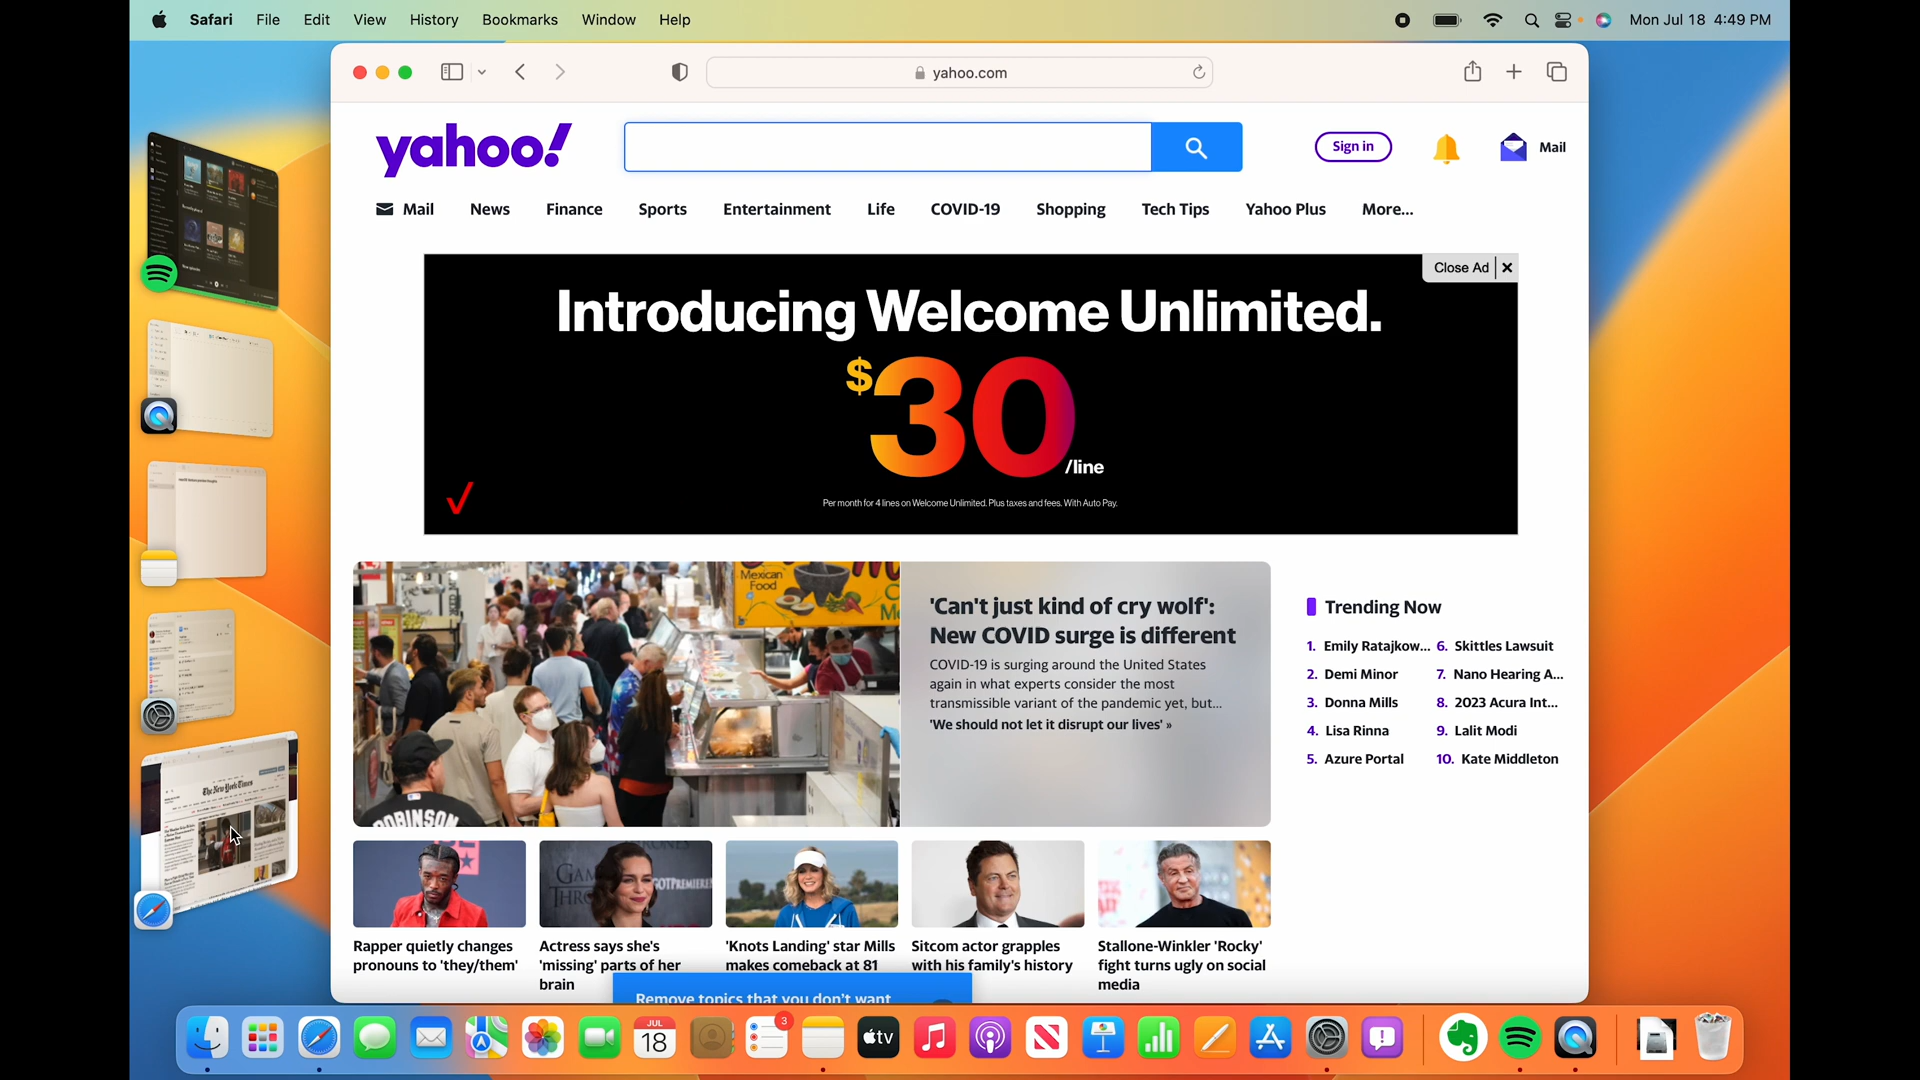 Safari File Edit View History Bookmarks Window Help
Mon Jul 18 4:49 PM
yahoo.com
yahoo!
Sign in
Mail
Mail News Finance Sports Entertainment Life COVID-19 Shopping Tech Tips Yahoo Plus More...
Close Ad
Introducing Welcome Unlimited.
$30
/line
Per month for 4 lines on Welcome Unlimited. Plus taxes and fees. With Auto Pay.
Mexican
Food
'Can't just kind of cry wolf':
New COVID surge is different
COVID-19 is surging around the United States
again in what experts consider the most
transmissible variant of the pandemic yet, but...
'We should not let it disrupt our lives' »
ROBINSON
Trending Now
1. Emily Ratajkow...
2. Demi Minor
3. Donna Mills
4. Lisa Rinna
5. Azure Portal
6. Skittles Lawsuit
7. Nano Hearing A...
8. 2023 Acura Int...
9. Lalit Modi
10. Kate Middleton
The New York Times
Rapper quietly changes
pronouns to 'they/them'
Actress says she's
'missing' parts of her
brain
'Knots Landing' star Mills
makes comeback at 81
Sitcom actor grapples
with his family's history
Stallone-Winkler 'Rocky'
fight turns ugly on social
media
Remove topics that you don't want
JUL
18
3
tv